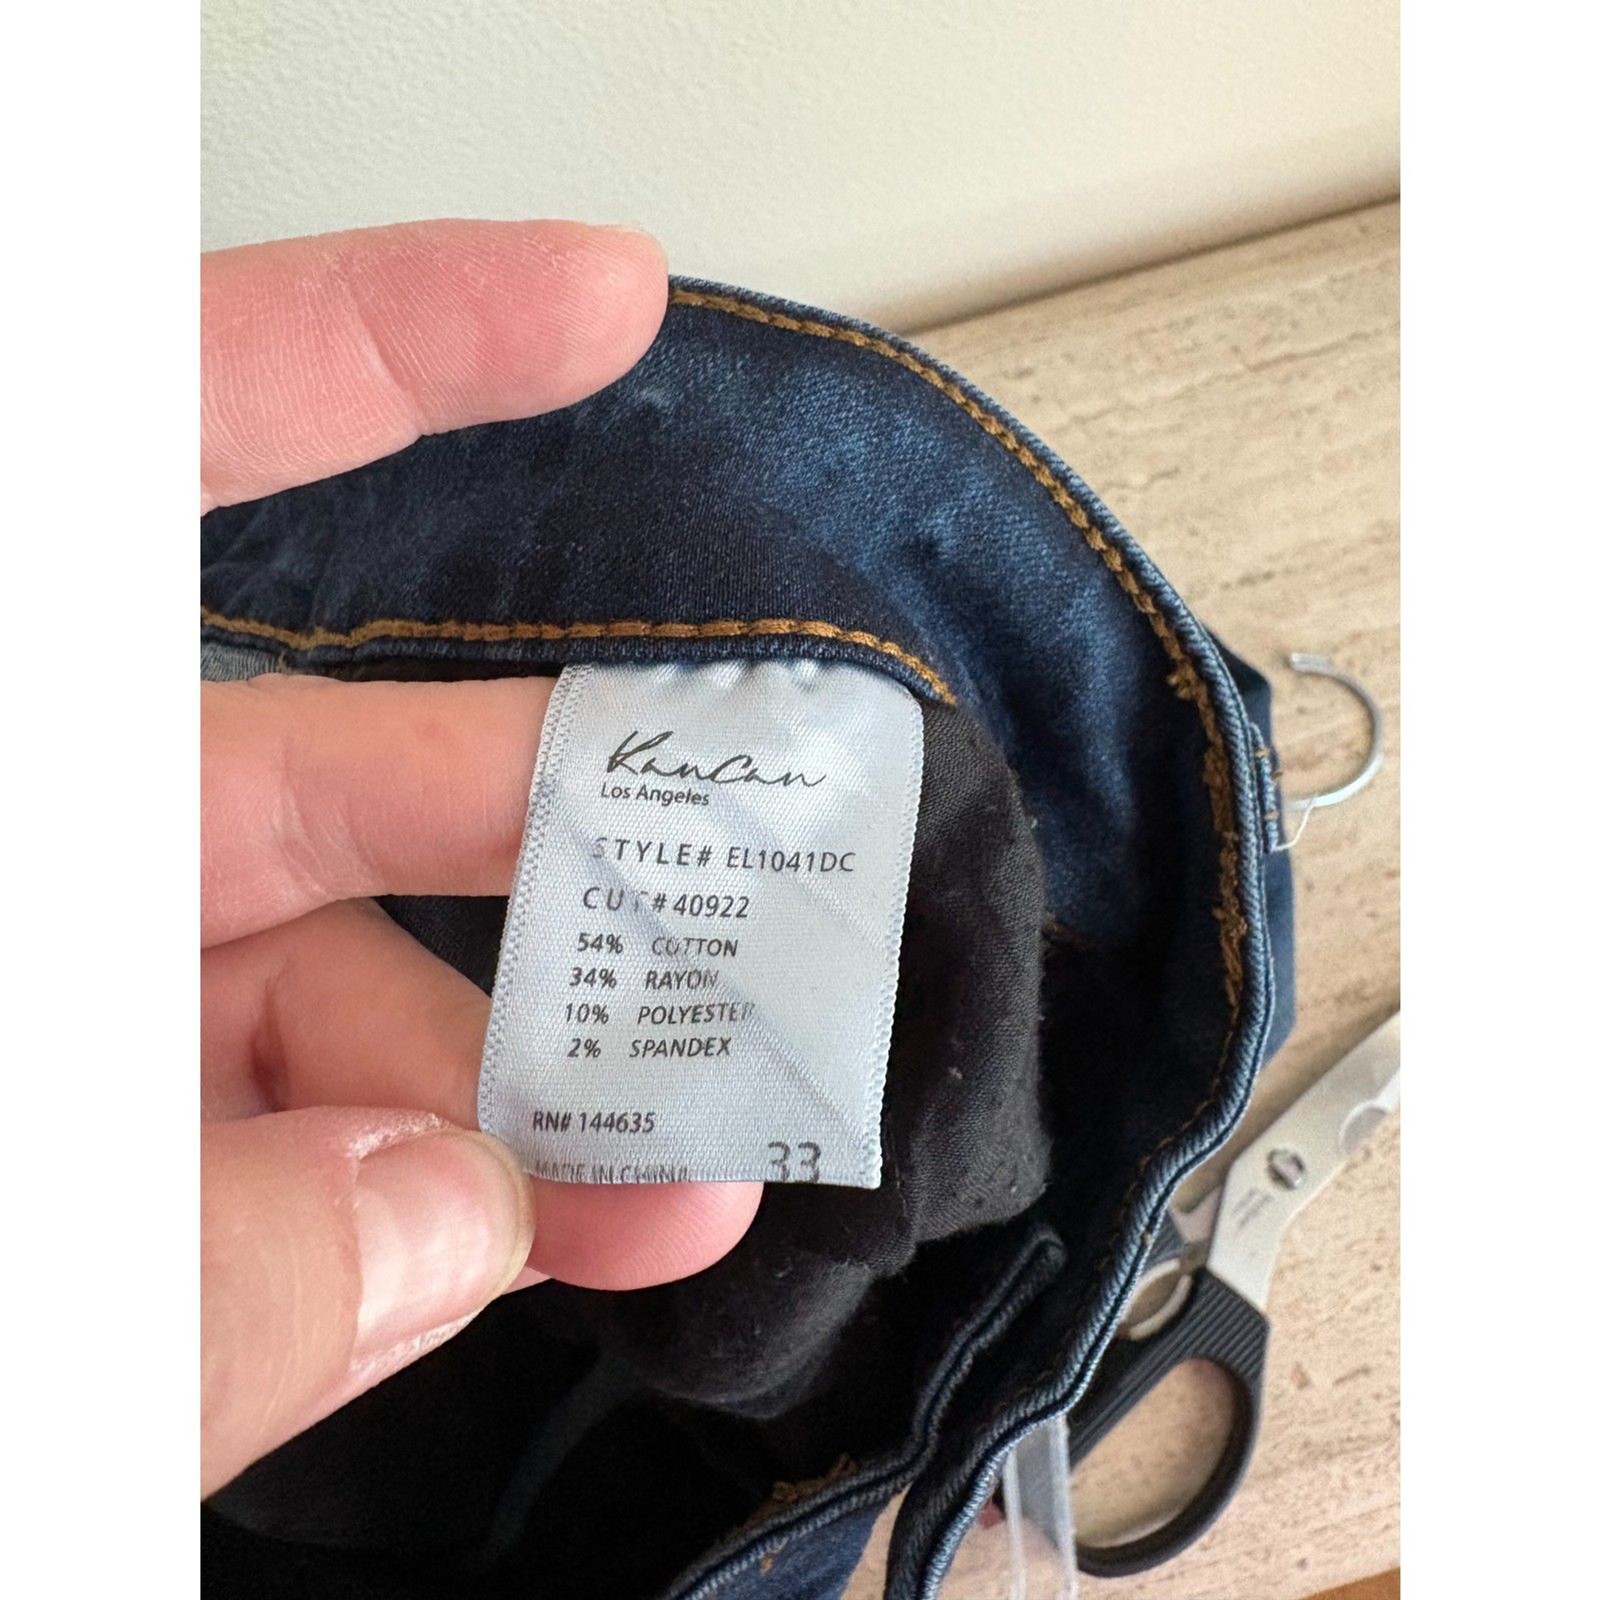 KanCan
Los Angeles
STYLE# EL1041DC
CUT# 40922
54% COTTON
34% RAYON
10% POLYESTER
2% SPANDEX
RN# 144635
MADE IN CHINA 33